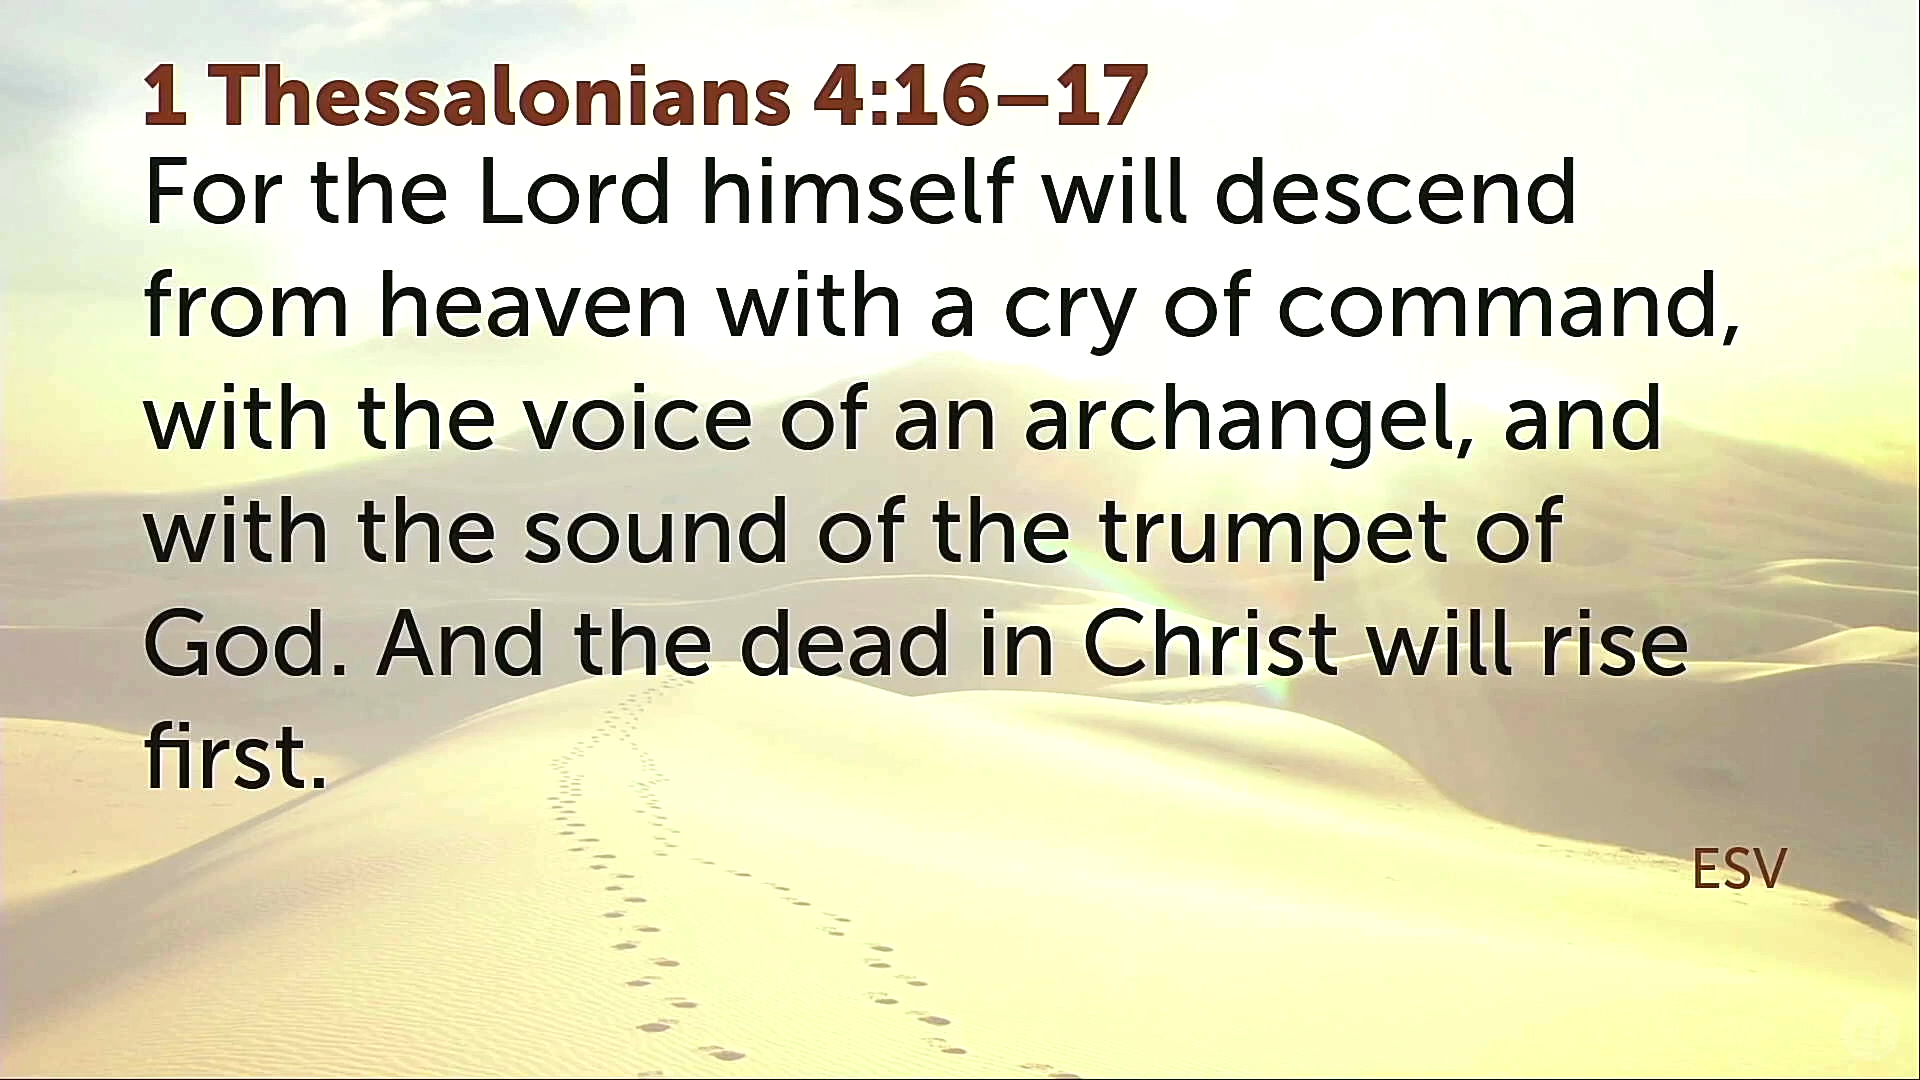 1 Thessalonians 4:16–17
For the Lord himself will descend
from heaven with a cry of command,
with the voice of an archangel, and
with the sound of the trumpet of
God. And the dead in Christ will rise
first.
ESV